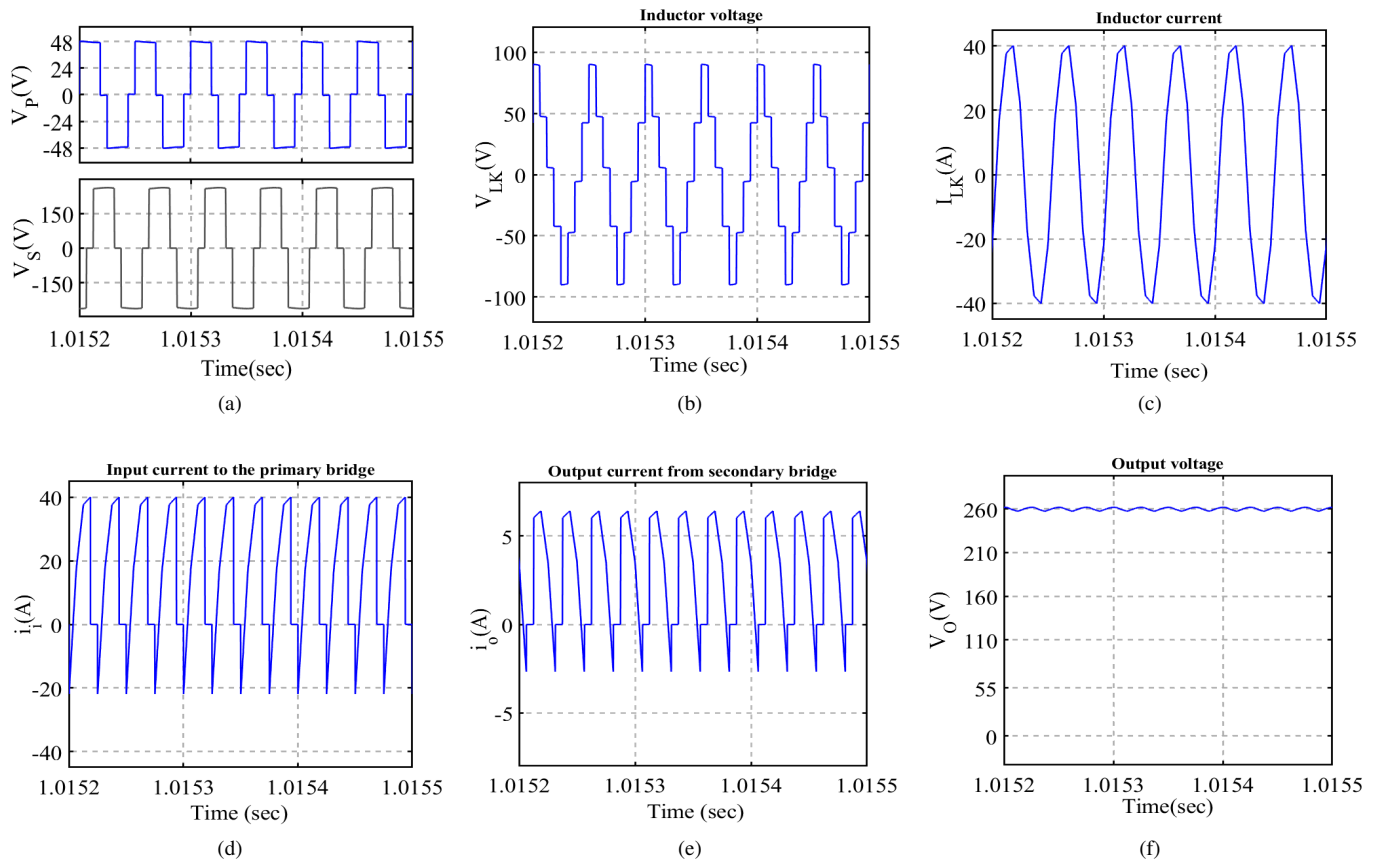 48
24
0
-24
-48
V_P(V)
150
0
-150
V_S(V)
1.0152
1.0153
1.0154
1.0155
Time(sec)
(a)
Inductor voltage
100
50
0
-50
-100
V_LK(V)
1.0152
1.0153
1.0154
1.0155
Time (sec)
(b)
Inductor current
40
20
0
-20
-40
I_LK(A)
1.0152
1.0153
1.0154
1.0155
Time (sec)
(c)
Input current to the primary bridge
40
20
0
-20
-40
i_i(A)
1.0152
1.0153
1.0154
1.0155
Time (sec)
(d)
Output current from secondary bridge
5
0
-5
i_o(A)
1.0152
1.0153
1.0154
1.0155
Time (sec)
(e)
Output voltage
260
210
160
110
55
0
V_O(V)
1.0152
1.0153
1.0154
1.0155
Time(sec)
(f)